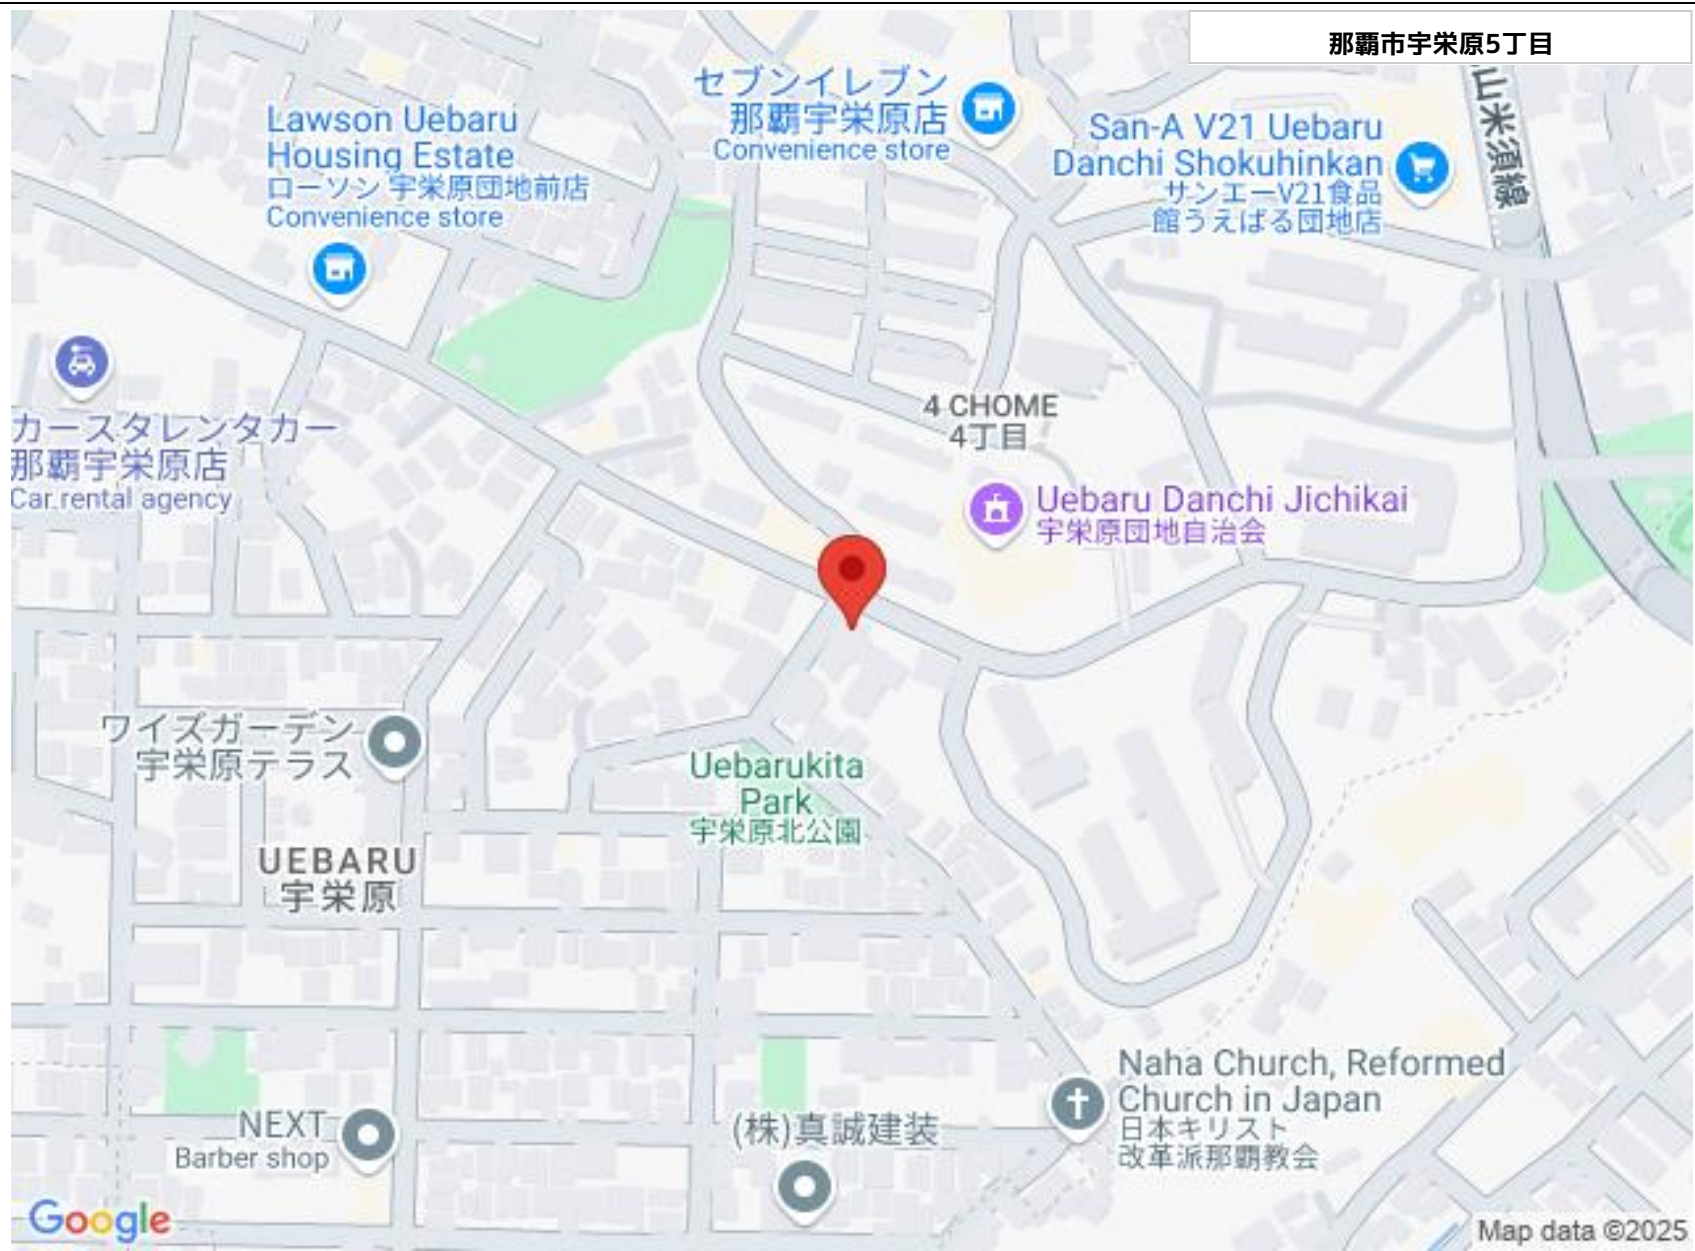 那覇市宇栄原5丁目
セブンイレブン
那覇宇栄原店
Convenience store
Lawson Uebaru
Housing Estate
ローソン 宇栄原団地前店
Convenience store
San-A V21 Uebaru
Danchi Shokuhinkan
サンエーV21食品
館うえばる団地店
山米須線
カースタレンタカー
那覇宇栄原店
Car rental agency
4 CHOME
4丁目
Uebaru Danchi Jichikai
宇栄原団地自治会
ワイズガーデン
宇栄原テラス
Uebarukita
Park
宇栄原北公園
UEBARU
宇栄原
Naha Church, Reformed
Church in Japan
日本キリスト
改革派那覇教会
NEXT
Barber shop
(株)真誠建装
Google
Map data ©2025